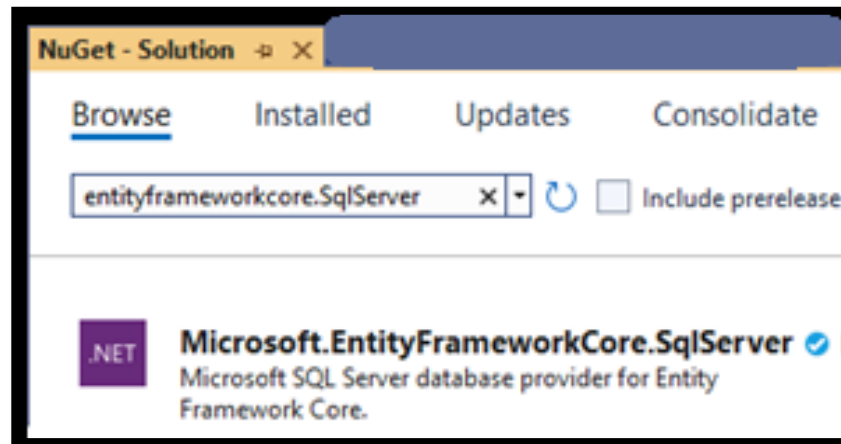 NuGet - Solution
Browse Installed Updates Consolidate
entityframeworkcore.SqlServer Include prerelease
.NET
Microsoft.EntityFrameworkCore.SqlServer
Microsoft SQL Server database provider for Entity
Framework Core.